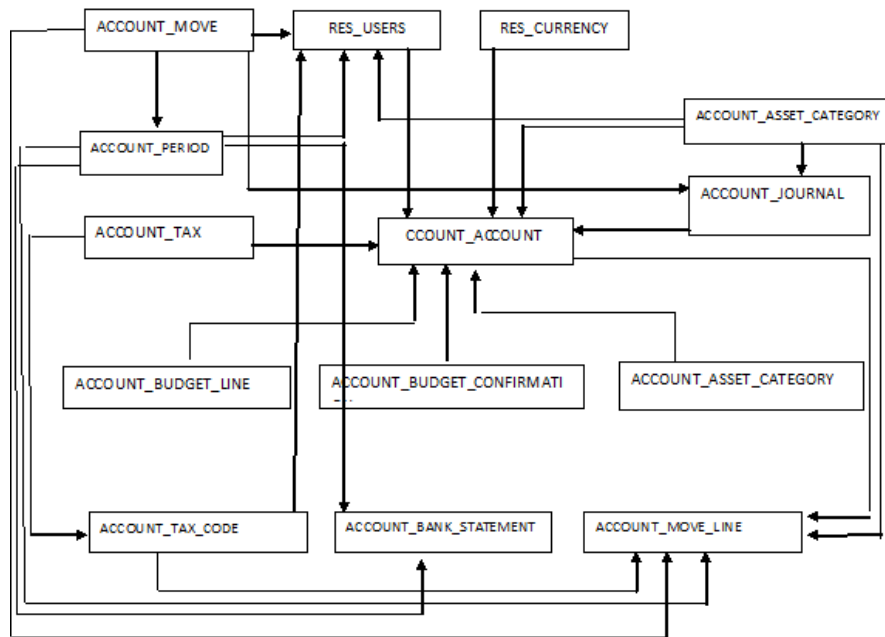 ACCOUNT_MOVE
RES_USERS
RES_CURRENCY
ACCOUNT_ASSET_CATEGORY
ACCOUNT_PERIOD
ACCOUNT_JOURNAL
ACCOUNT_TAX
CCOUNT_ACCOUNT
ACCOUNT_BUDGET_LINE
ACCOUNT_BUDGET_CONFIRMATI
ACCOUNT_ASSET_CATEGORY
ACCOUNT_TAX_CODE
ACCOUNT_BANK_STATEMENT
ACCOUNT_MOVE_LINE